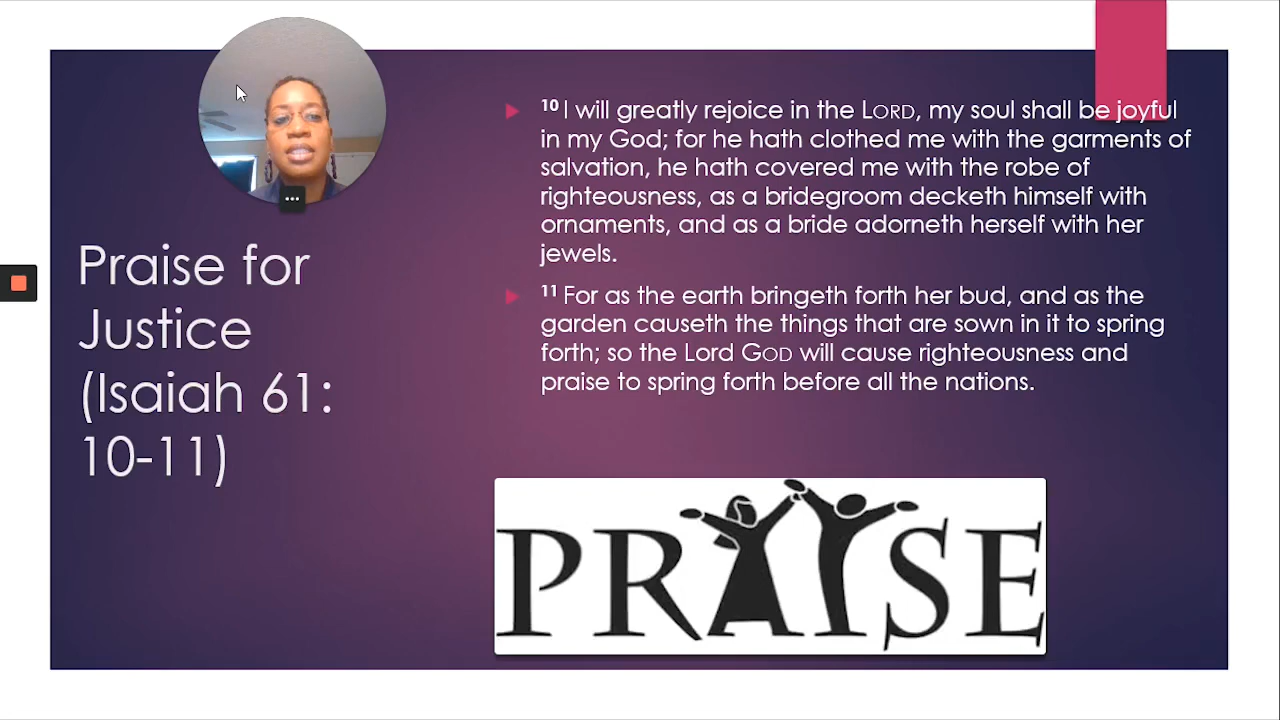 Praise for
Justice
(Isaiah 61:
10-11)
10 I will greatly rejoice in the LORD, my soul shall be joyful
in my God; for he hath clothed me with the garments of
salvation, he hath covered me with the robe of
righteousness, as a bridegroom decketh himself with
ornaments, and as a bride adorneth herself with her
jewels.
11 For as the earth bringeth forth her bud, and as the
garden causeth the things that are sown in it to spring
forth; so the Lord GOD will cause righteousness and
praise to spring forth before all the nations.
PRAISE